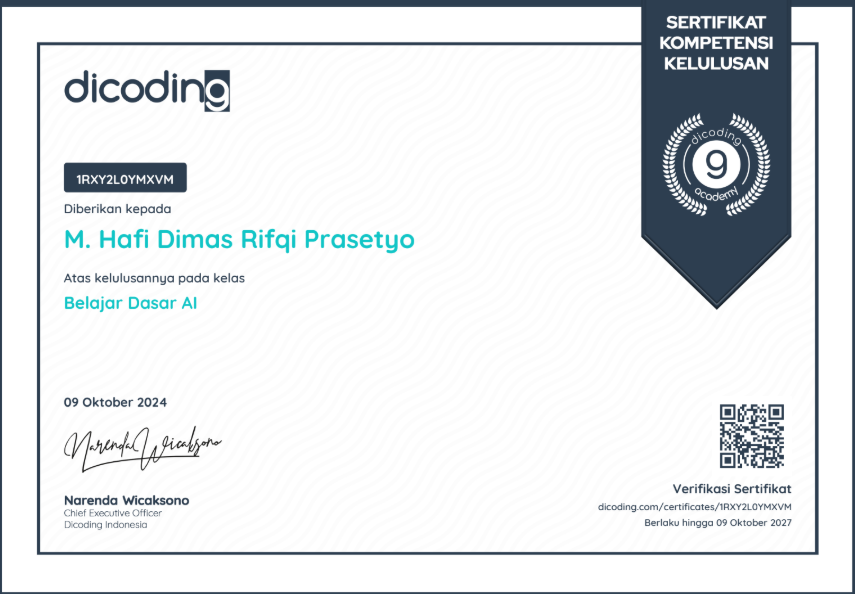 SERTIFIKAT
KOMPETENSI
KELULUSAN
dicoding
dicoding
9
academy
1RXY2L0YMXVM
Diberikan kepada
M. Hafi Dimas Rifqi Prasetyo
Atas kelulusannya pada kelas
Belajar Dasar AI
09 Oktober 2024
Narenda Wicaksono
Narenda Wicaksono
Chief Executive Officer
Dicoding Indonesia
Verifikasi Sertifikat
dicoding.com/certificates/1RXY2L0YMXVM
Berlaku hingga 09 Oktober 2027